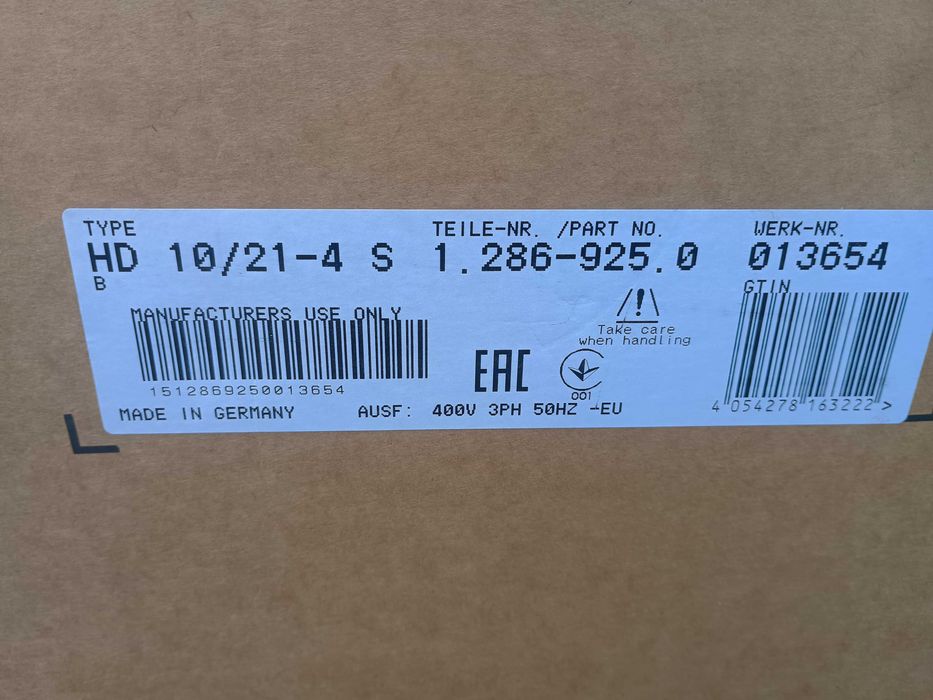 TYPE TEILE-NR. /PART NO. WERK-NR.
HD 10/21-4 S 1.286-925.0 013654
B GTIN
MANUFACTURERS USE ONLY
Take care
when handling
EAC
001
1512869250013654
4 054278 163222 >
MADE IN GERMANY AUSF: 400V 3PH 50HZ -EU